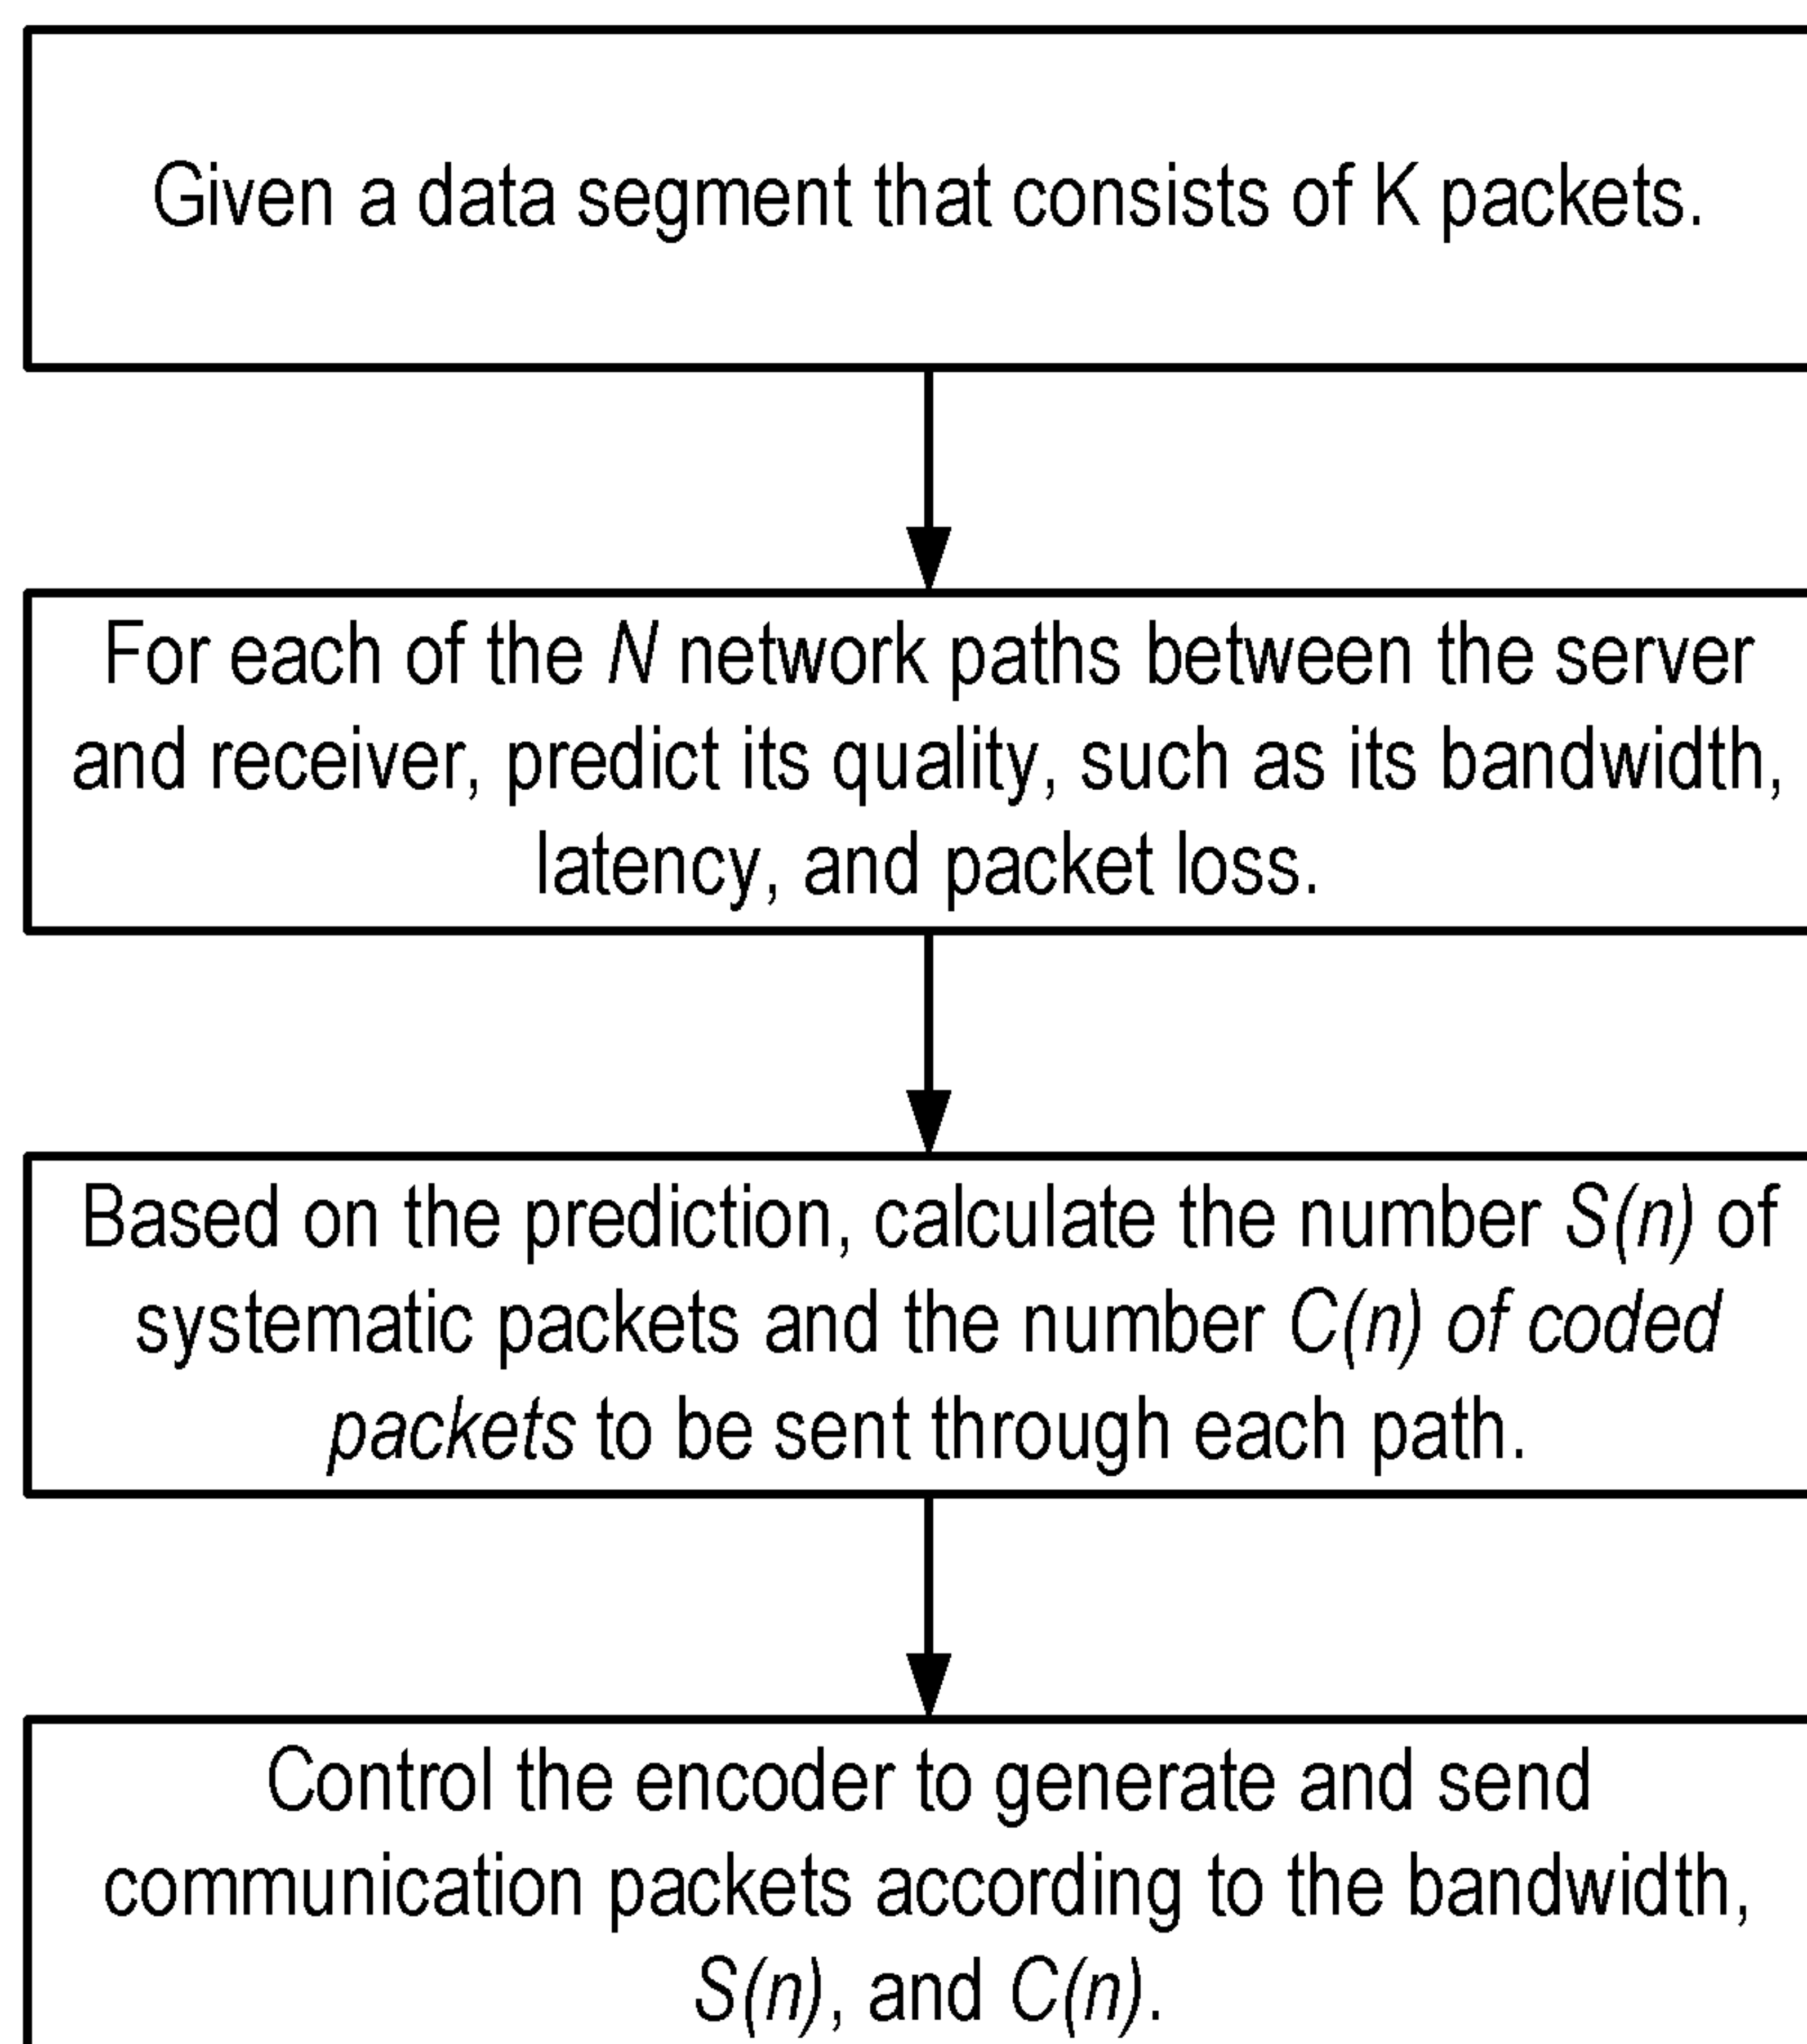 Given a data segment that consists of K packets.
For each of the N network paths between the server
and receiver, predict its quality, such as its bandwidth,
latency, and packet loss.
Based on the prediction, calculate the number S(n) of
systematic packets and the number C(n) of coded
packets to be sent through each path.
Control the encoder to generate and send
communication packets according to the bandwidth,
S(n), and C(n).